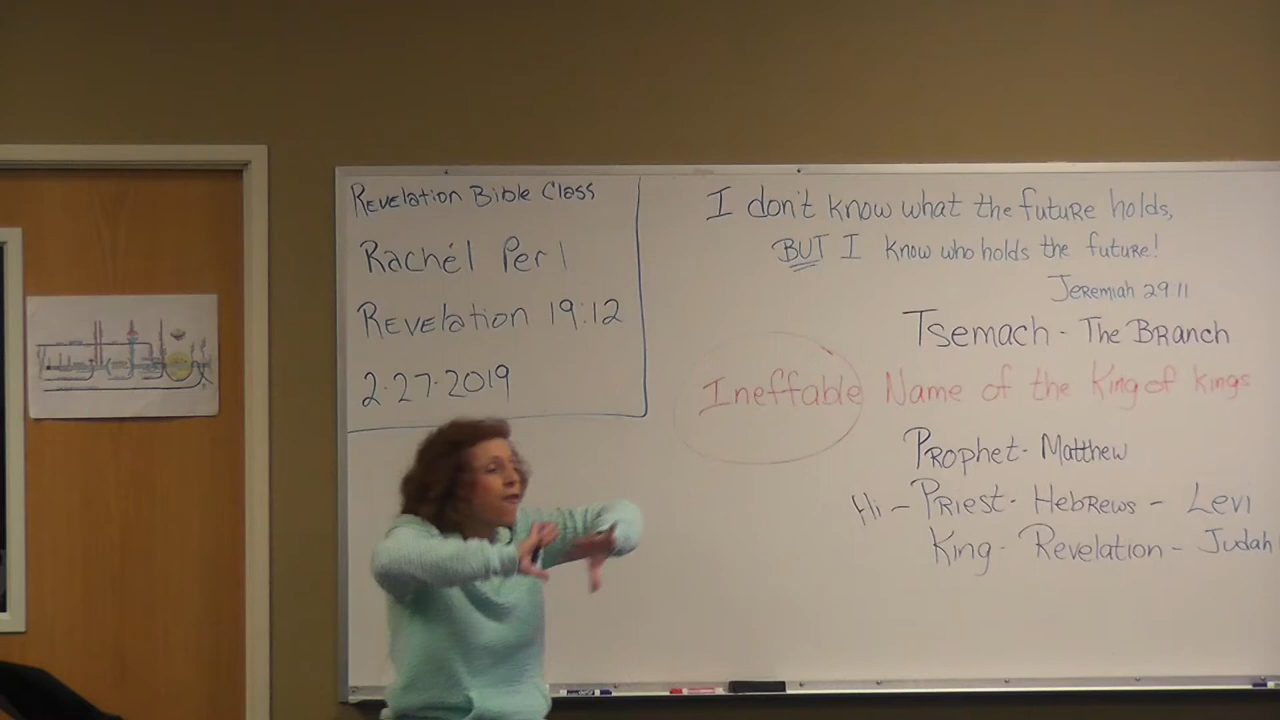 Revelation Bible Class
Rachél Perl
Revelation 19:12
2-27-2019
I don't know what the future holds,
BUT I know who holds the future!
Jeremiah 29 11
Tsemach - The Branch
Ineffable Name of the King of kings
Prophet - Matthew
Hi - Priest - Hebrews - Levi
King - Revelation - Judah